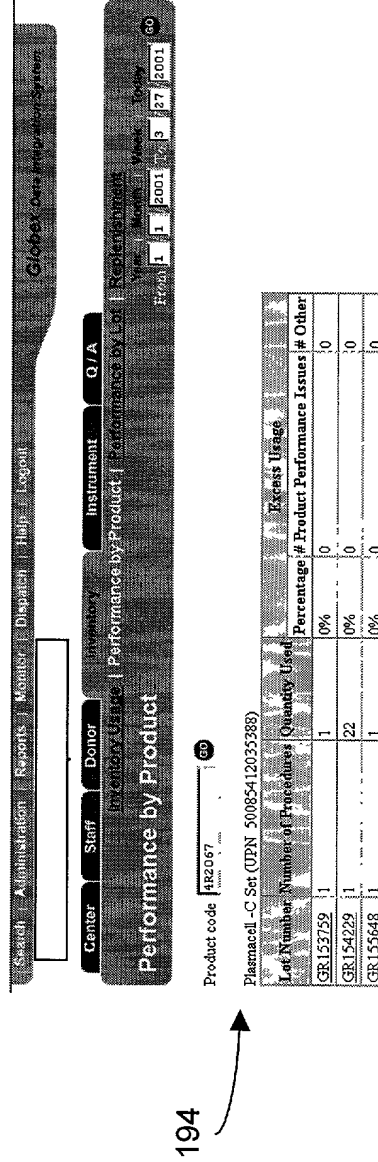 Globex Data Integration System
Search | Administration | Reports | Monitor | Dispatch | Help | Logout
Center Staff Donor Inventory Instrument Q / A
Inventory Usage | Performance by Product | Performance by Lot | Replenishment
Performance by Product
Year | Month | Week | Today
From 1 1 2001 To 3 27 2001 GO
Product code 4R2067 GO
Plasmacell -C Set (UPN 50085412035388)
Excess Usage
Lot Number Number of Procedures Quantity Used Percentage # Product Performance Issues # Other
GR153759 1 1 0% 0 0
GR154229 1 22 0% 0 0
GR155648 1 1 0% 0 0
194